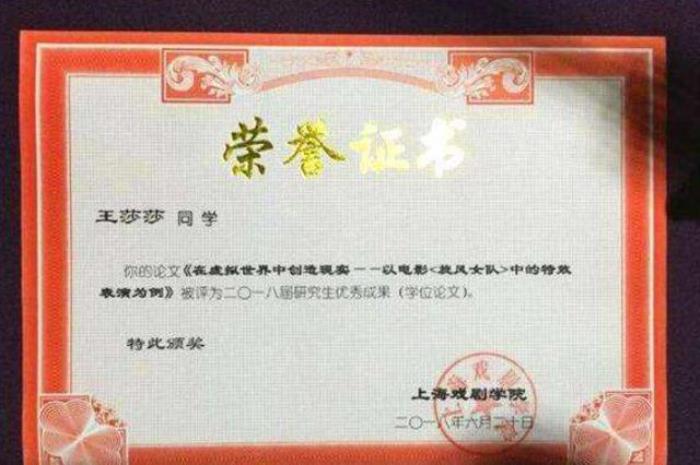 荣誉证书
王莎莎 同学
你的论文《在虚拟世界中创造现实——以电影<旋风女队>中的特效
表演为例》被评为二〇一八届研究生优秀成果(学位论文)。
特此颁奖
上海戏剧学院
二〇一八年六月二十日